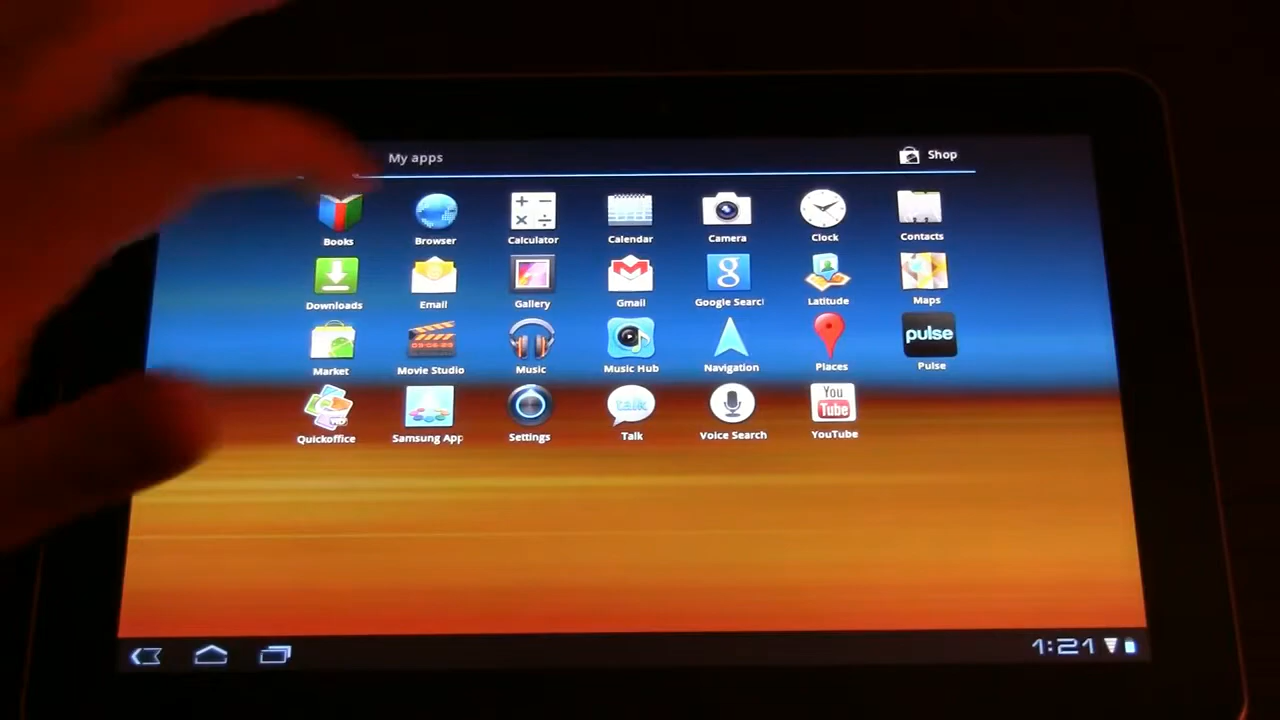 My apps
Shop
Books Browser Calculator Calendar Camera Clock Contacts
Downloads Email Gallery Gmail Google Searcl Latitude Maps
pulse
Market Movie Studio Music Music Hub Navigation Places Pulse
talk
You
Tube
Quickoffice Samsung App Settings Talk Voice Search YouTube
1:21